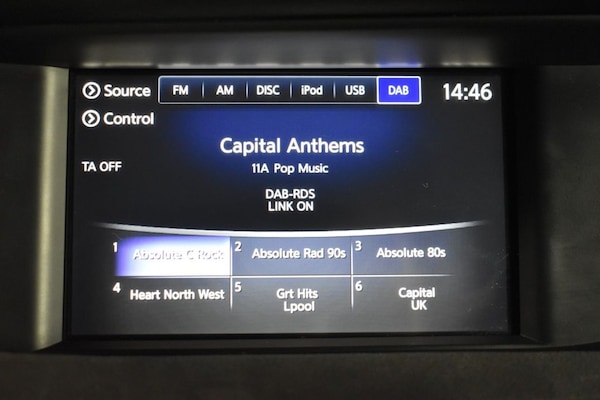 Source FM AM DISC iPod USB DAB 14:46
Control
Capital Anthems
TA OFF
11A Pop Music
DAB-RDS
LINK ON
1 Absolute C Rock 2 Absolute Rad 90s 3 Absolute 80s
4 Heart North West 5 Grt Hits Lpool 6 Capital UK